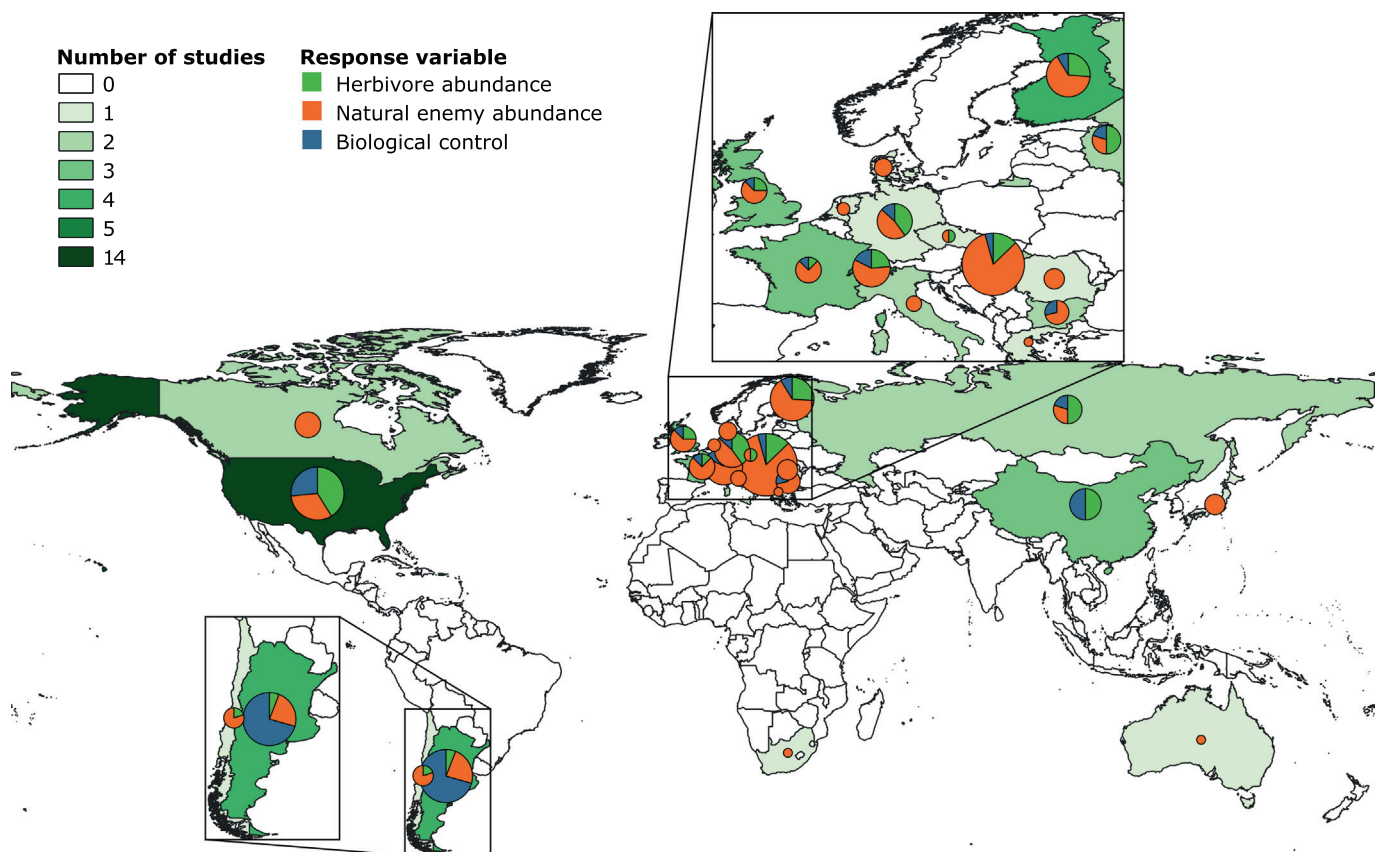 Number of studies
0
1
2
3
4
5
14
Response variable
Herbivore abundance
Natural enemy abundance
Biological control